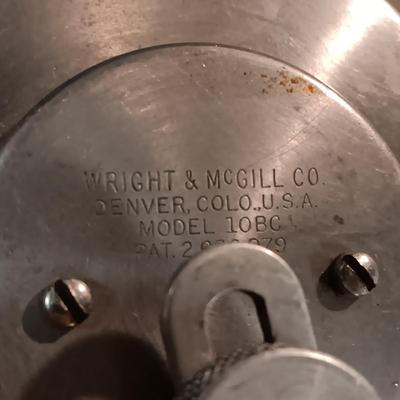 WRIGHT & McGILL CO.
DENVER, COLO., U.S.A.
MODEL 10BC
PAT.